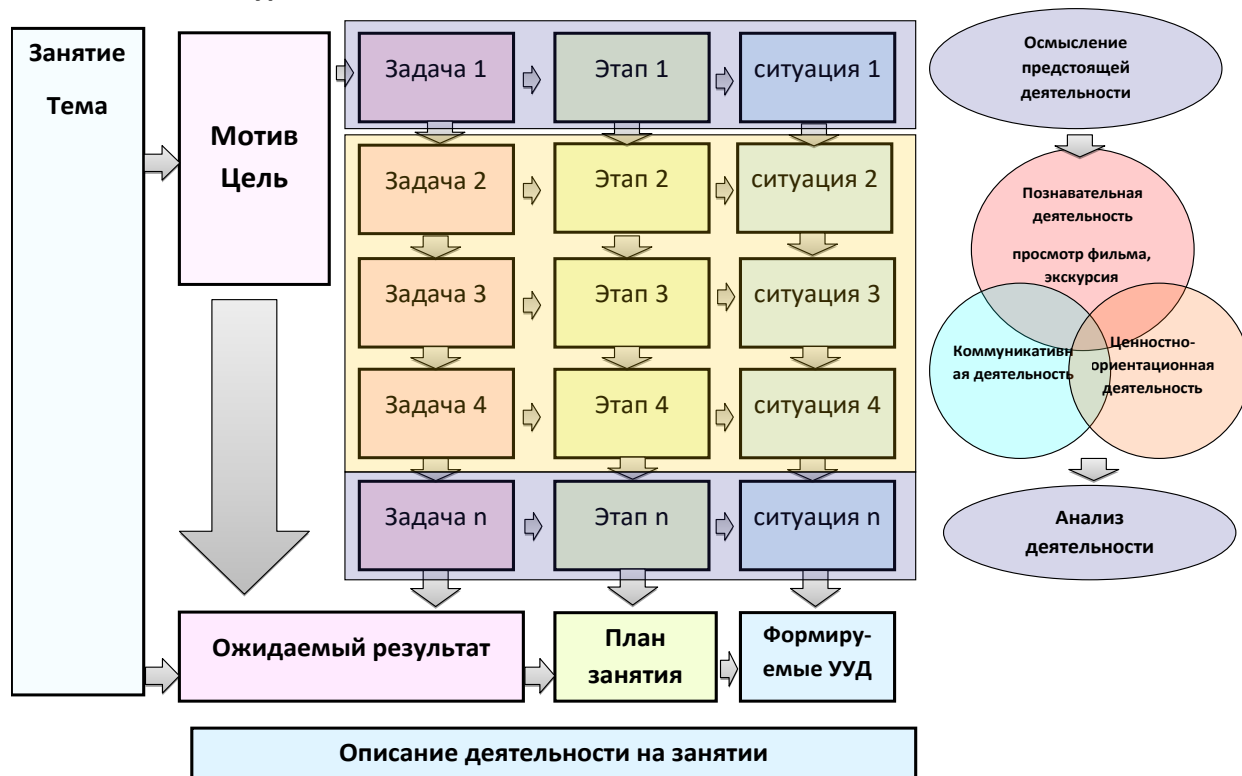 Занятие
Тема
Мотив
Цель
Задача 1
Этап 1
ситуация 1
Задача 2
Этап 2
ситуация 2
Задача 3
Этап 3
ситуация 3
Задача 4
Этап 4
ситуация 4
Задача n
Этап n
ситуация n
Ожидаемый результат
План
занятия
Формиру-
емые УУД
Описание деятельности на занятии
Осмысление
предстоящей
деятельности
Познавательная
деятельность
просмотр фильма,
экскурсия
Коммуникативн
ая деятельность
Ценностно-
ориентационная
деятельность
Анализ
деятельности